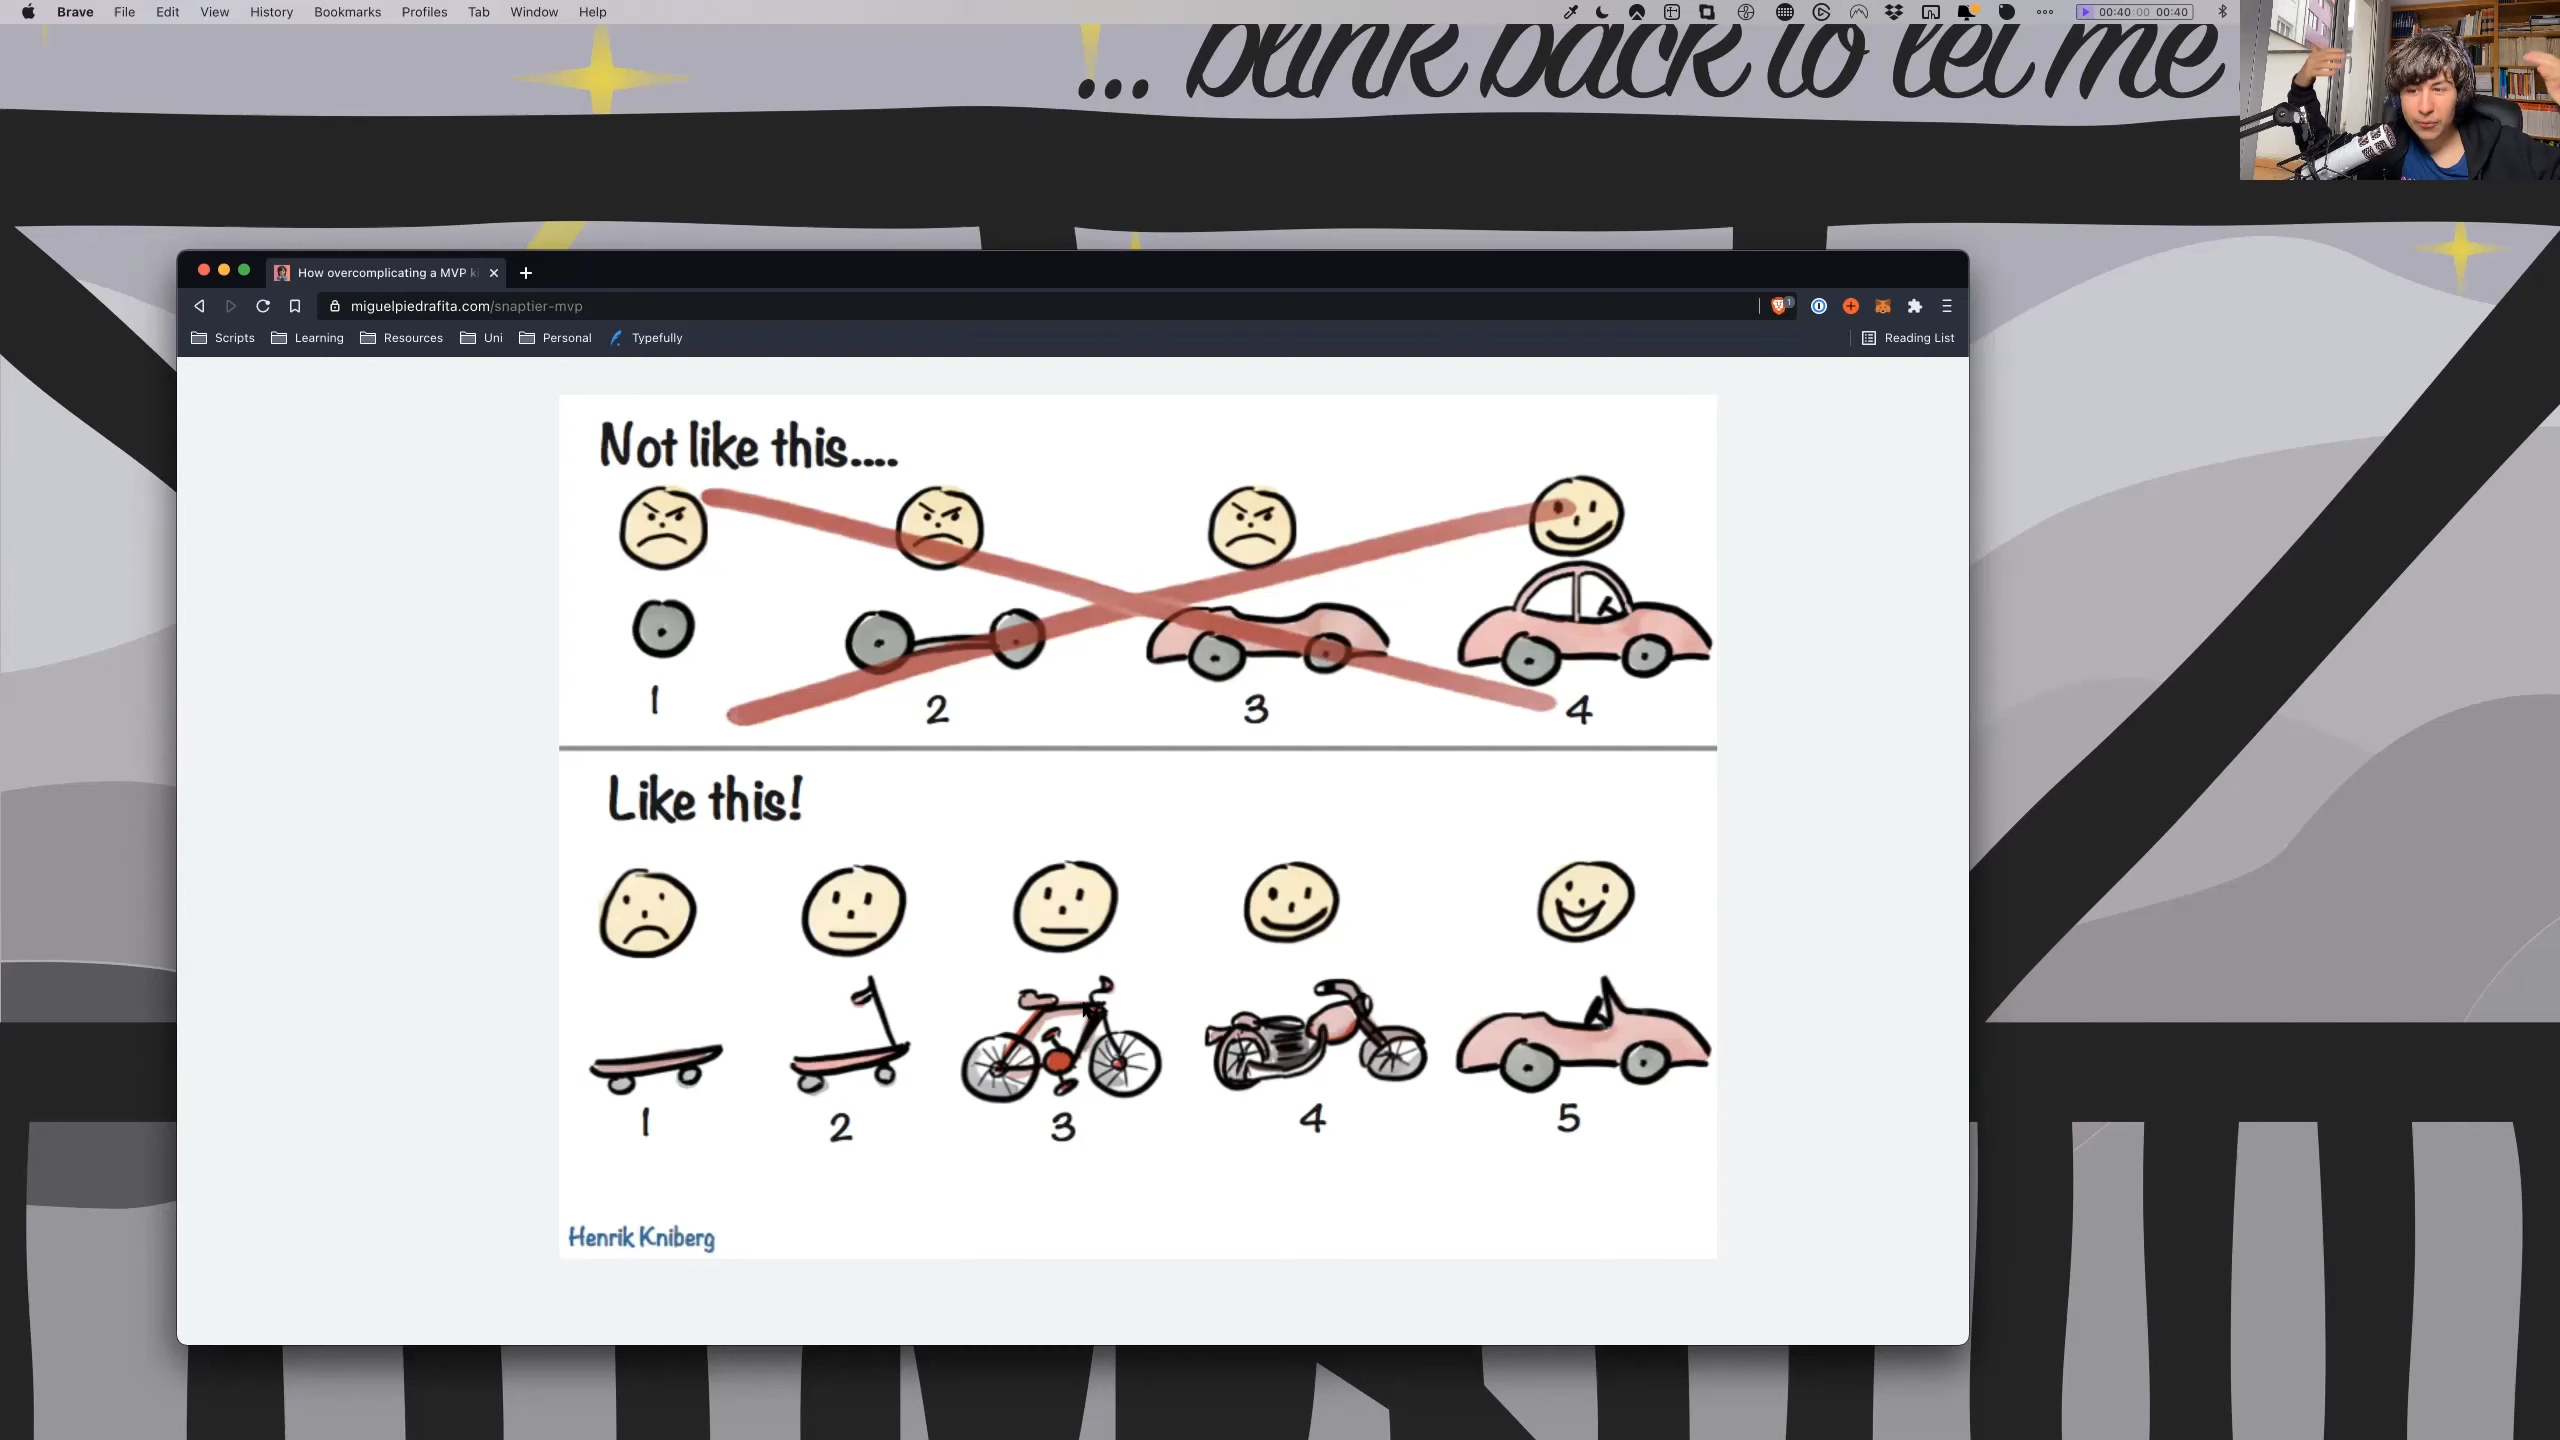 Brave File Edit View History Bookmarks Profiles Tab Window Help 00:40:00 00:40
... blink back to let me
How overcomplicating a MVP k
miguelpiedrafita.com/snaptier-mvp
1
Scripts Learning Resources Uni Personal Typefully Reading List
Not like this....
1 2 3 4
Like this!
1 2 3 4 5
Henrik Kniberg